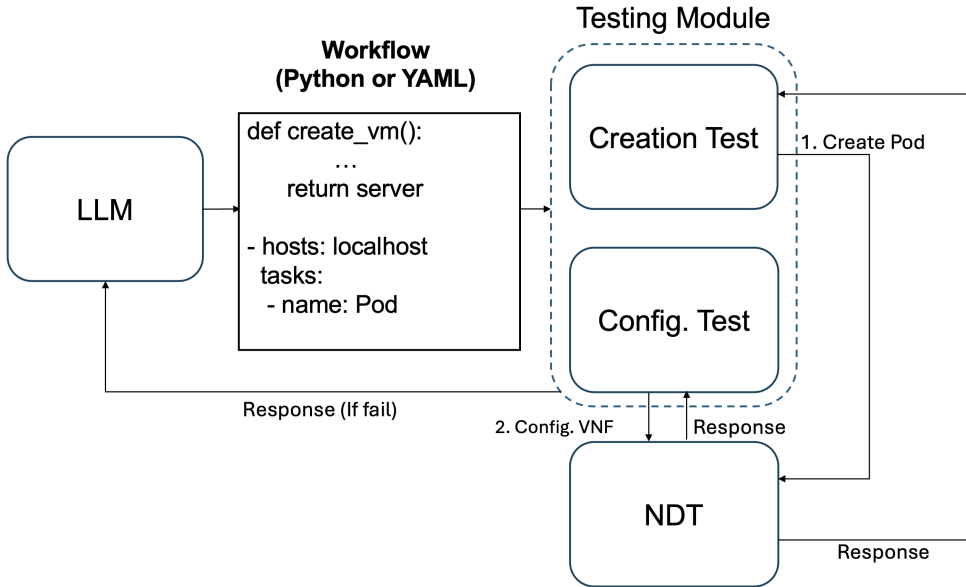 Testing Module
Workflow
(Python or YAML)
LLM
def create_vm():
...
return server
- hosts: localhost
tasks:
- name: Pod
Creation Test
1. Create Pod
Config. Test
Response (If fail)
2. Config. VNF
Response
NDT
Response